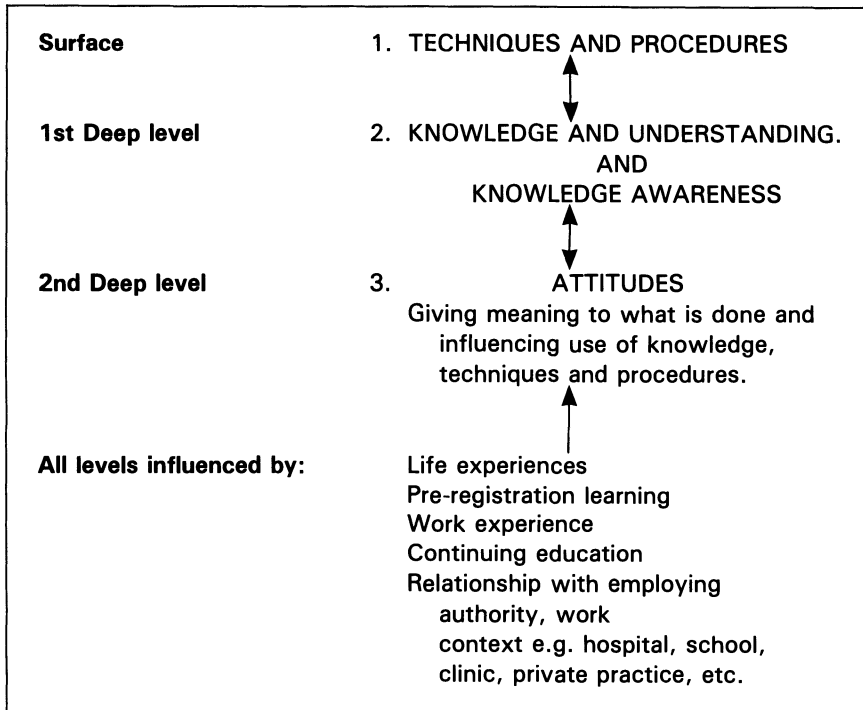 Surface 1. TECHNIQUES AND PROCEDURES
1st Deep level 2. KNOWLEDGE AND UNDERSTANDING.
AND
KNOWLEDGE AWARENESS
2nd Deep level 3. ATTITUDES
Giving meaning to what is done and
influencing use of knowledge,
techniques and procedures.
All levels influenced by: Life experiences
Pre-registration learning
Work experience
Continuing education
Relationship with employing
authority, work
context e.g. hospital, school,
clinic, private practice, etc.